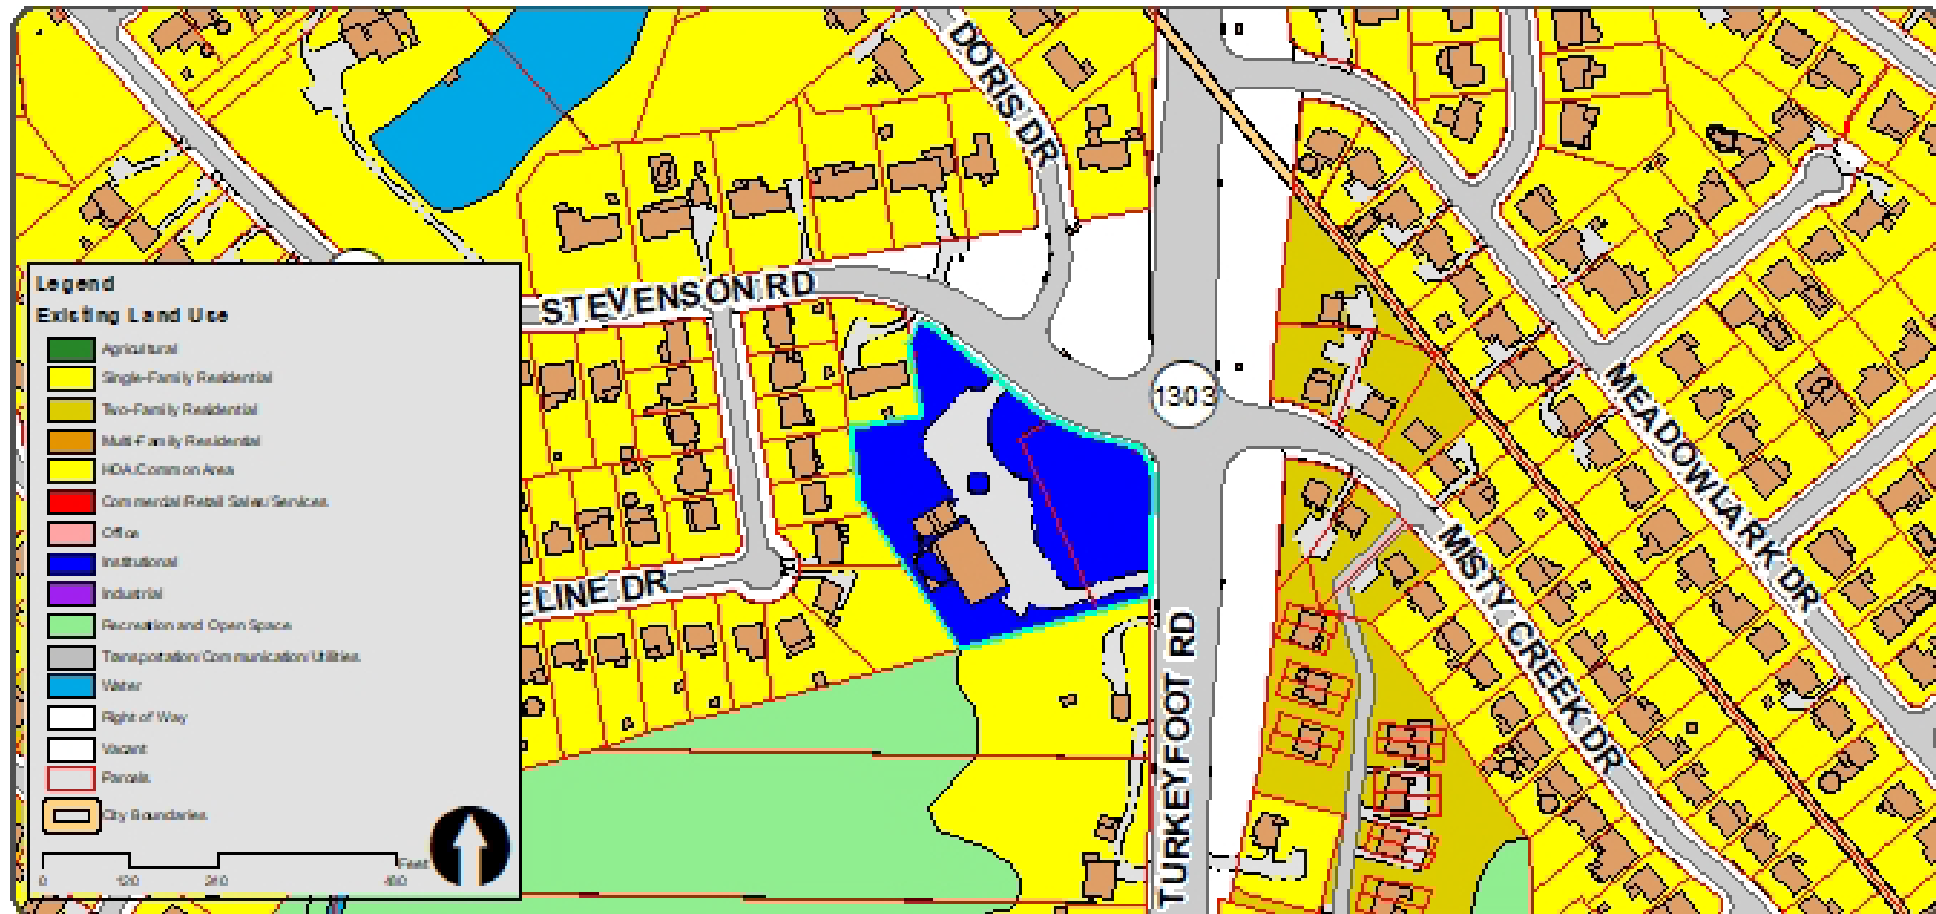 DORIS DR
STEVENSON RD
1303
MEADOWLARK DR
MISTY CREEK DR
TURKEYFOOT RD
ELINE DR
Legend
Existing Land Use
Agricultural
Single-Family Residential
Two-Family Residential
Multi-Family Residential
HOA Common Area
Commercial Retail Sales/Services
Office
Institutional
Industrial
Recreation and Open Space
Transportation/Communication/Utilities
Water
Right of Way
Vacant
Parcels
City Boundaries
Feet
0 120 240 480